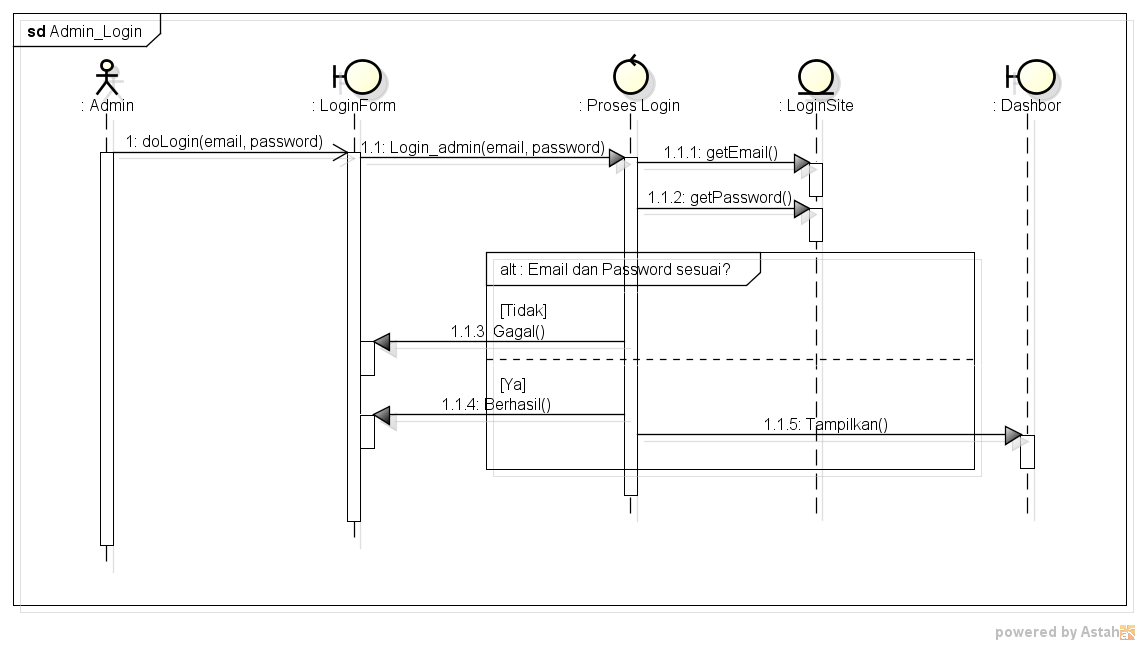 sd Admin_Login
: Admin
: LoginForm
: Proses Login
: LoginSite
: Dashbor
1: doLogin(email, password)
1.1: Login_admin(email, password)
1.1.1: getEmail()
1.1.2: getPassword()
alt : Email dan Password sesuai?
[Tidak]
1.1.3: Gagal()
[Ya]
1.1.4: Berhasil()
1.1.5: Tampilkan()
powered by Astah